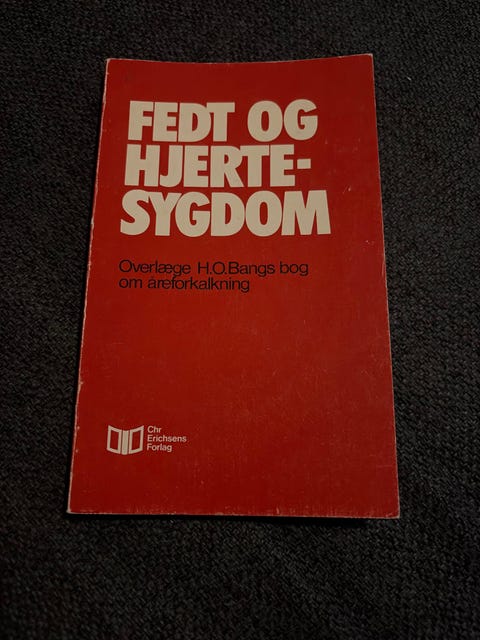 FEDT OG
HJERTE-
SYGDOM
Overlæge H.O.Bangs bog
om åreforkalkning
Chr
Erichsens
Forlag